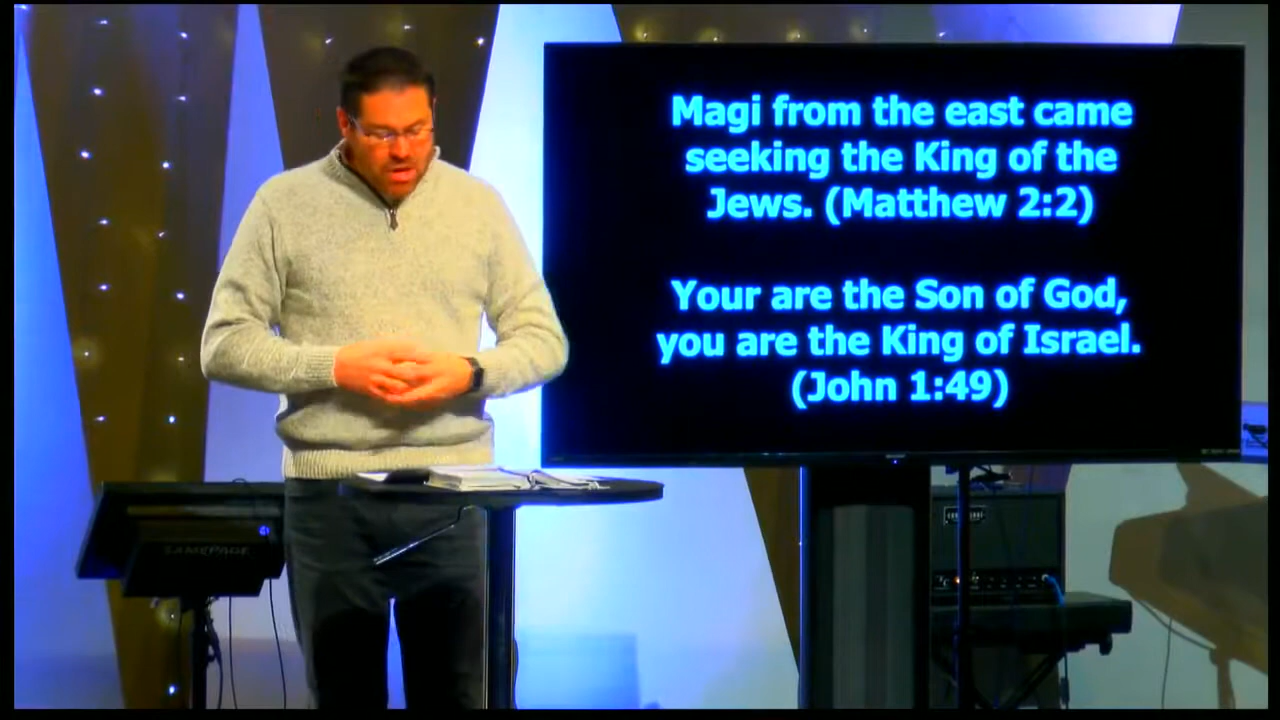 Magi from the east came
seeking the King of the
Jews. (Matthew 2:2)
Your are the Son of God,
you are the King of Israel.
(John 1:49)
SAMEPAGE